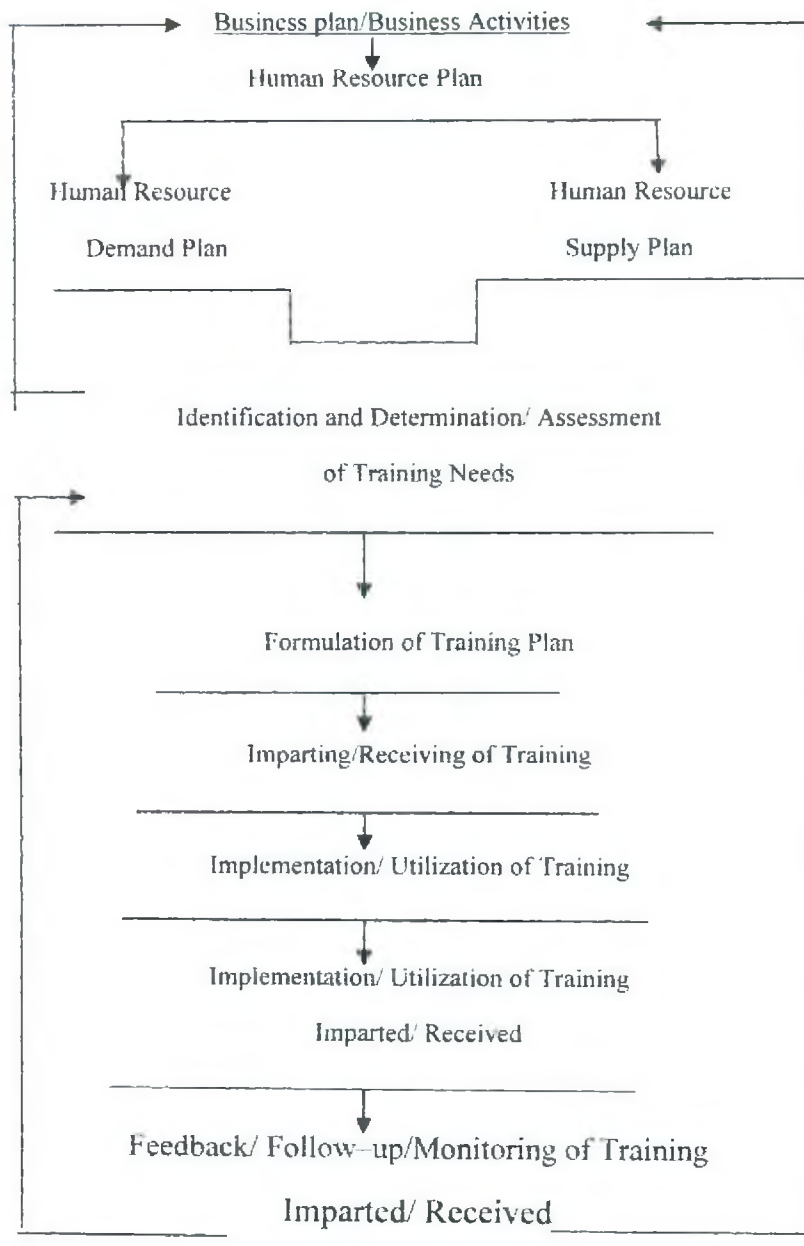 Business plan/Business Activities
Human Resource Plan
Human Resource
Demand Plan
Human Resource
Supply Plan
Identification and Determination/ Assessment
of Training Needs
Formulation of Training Plan
Imparting/Receiving of Training
Implementation/ Utilization of Training
Implementation/ Utilization of Training
Imparted/ Received
Feedback/ Follow-up/Monitoring of Training
Imparted/ Received